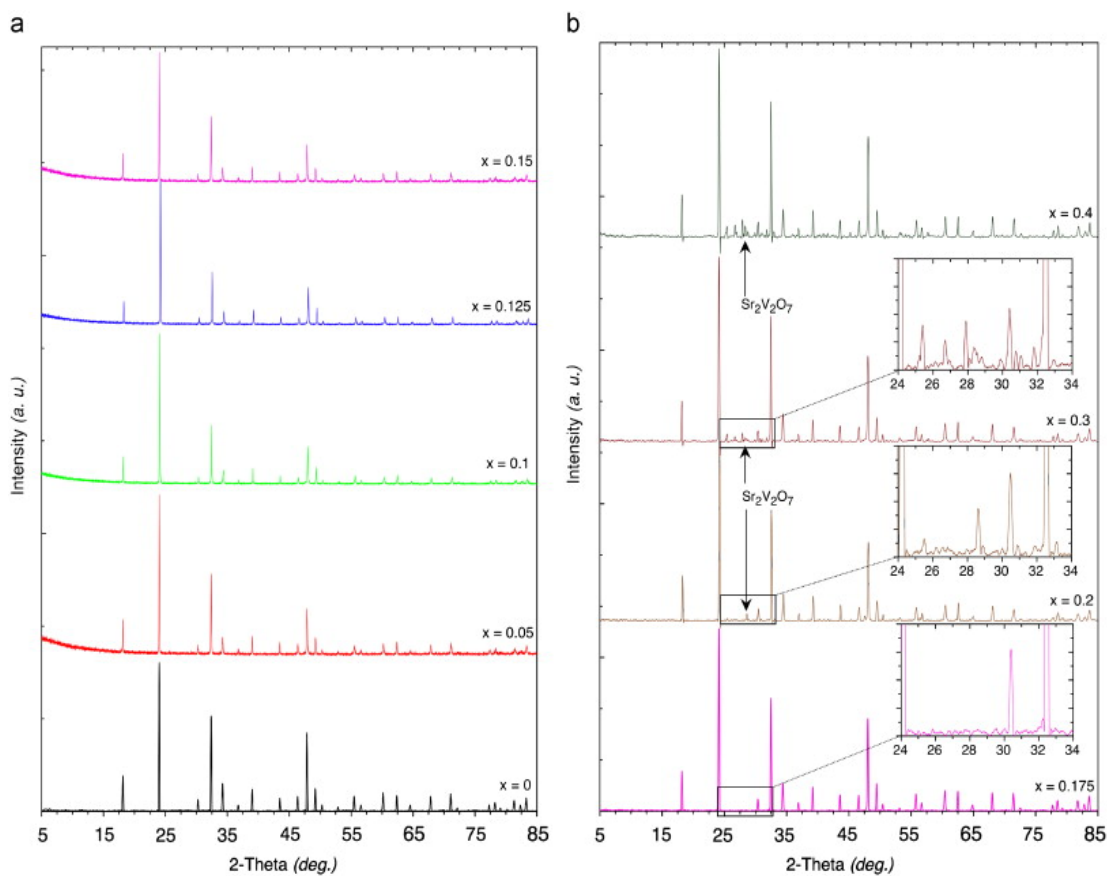 a
x = 0.15
x = 0.125
x = 0.1
x = 0.05
x = 0
Intensity (a. u.)
5 15 25 35 45 55 65 75 85
2-Theta (deg.)
b
x = 0.4
Sr2V2O7
24 26 28 30 32 34
x = 0.3
Sr2V2O7
24 26 28 30 32 34
x = 0.2
24 26 28 30 32 34
x = 0.175
Intensity (a. u.)
5 15 25 35 45 55 65 75 85
2-Theta (deg.)